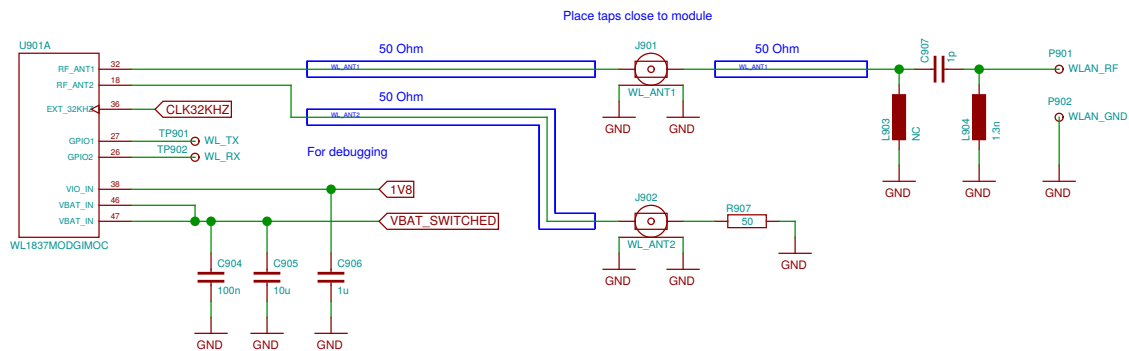 Place taps close to module
U901A
50 Ohm
J901
50 Ohm
C907
1p
P901
RF_ANT1
32
WL_ANT1
WL_ANT1
WLAN_RF
RF_ANT2
18
WL_ANT1
50 Ohm
P902
EXT_32KHZ
36
CLK32KHZ
WL_ANT2
GND
GND
L903
NC
L904
1.3n
WLAN_GND
GPIO1
27
TP901
WL_TX
GPIO2
26
TP902
WL_RX
For debugging
VIO_IN
38
1V8
GND
GND
GND
VBAT_IN
46
J902
R907
VBAT_IN
47
VBAT_SWITCHED
50
WL1837MODGIMOC
WL_ANT2
C904
C905
C906
GND
GND
GND
100n
10u
1u
GND
GND
GND